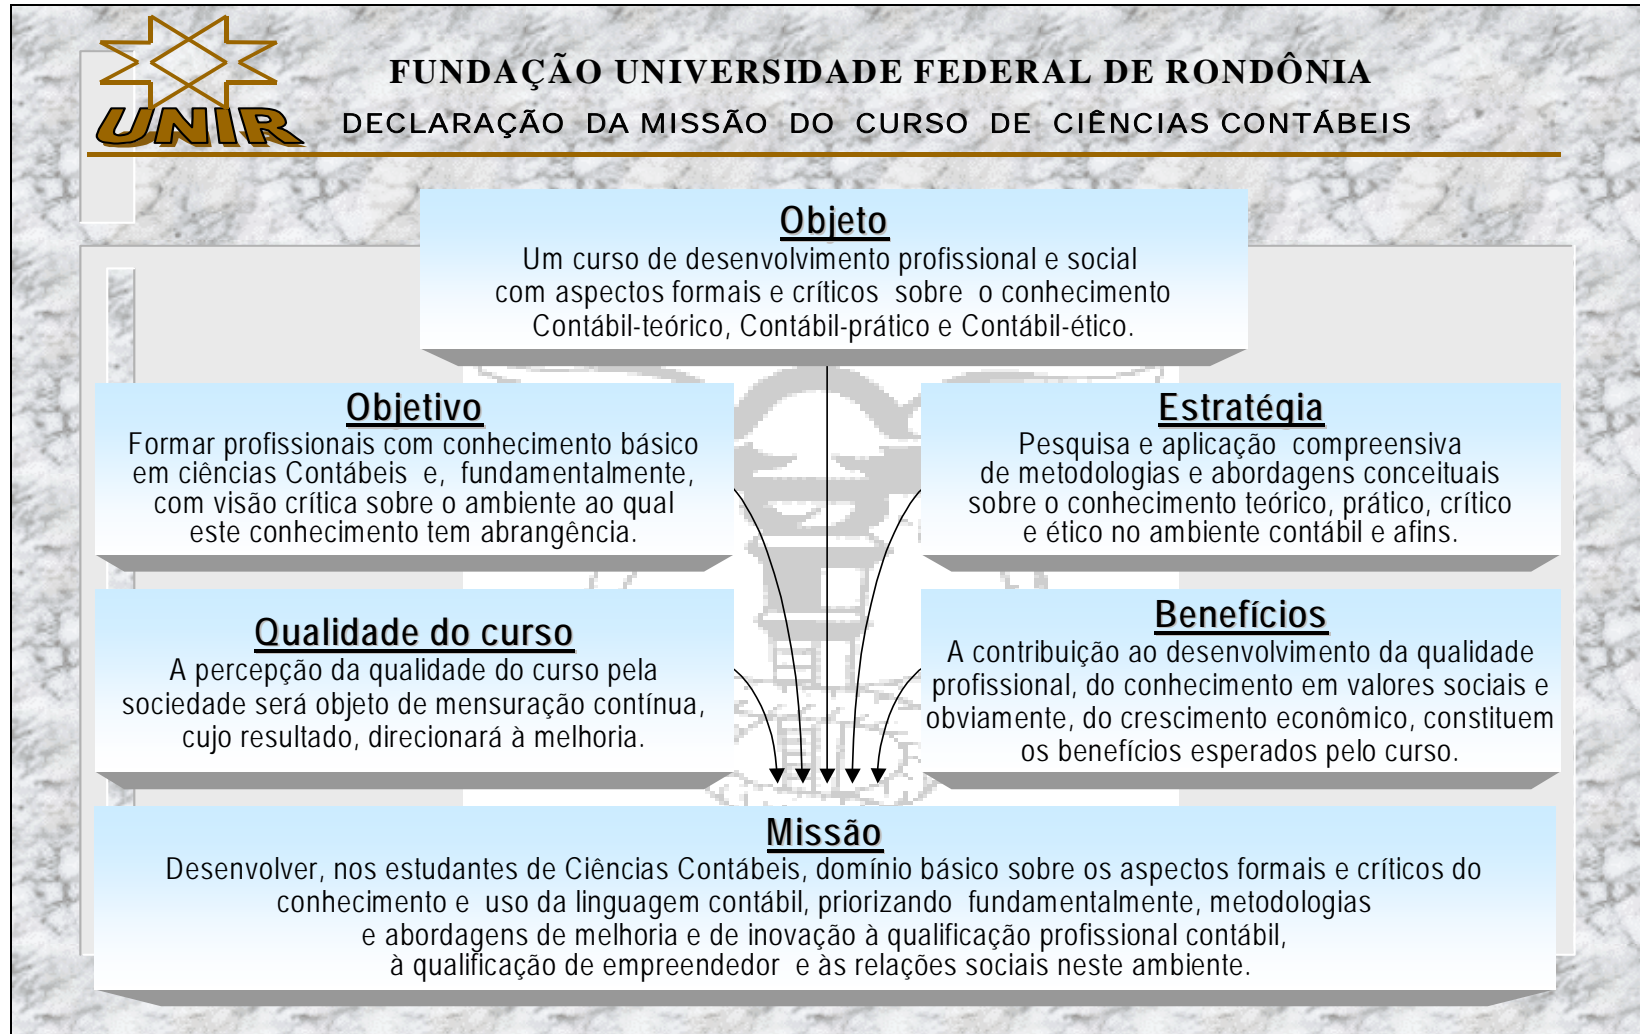 UNIR
FUNDAÇÃO UNIVERSIDADE FEDERAL DE RONDÔNIA
DECLARAÇÃO DA MISSÃO DO CURSO DE CIÊNCIAS CONTÁBEIS
Objeto
Um curso de desenvolvimento profissional e social
com aspectos formais e críticos sobre o conhecimento
Contábil-teórico, Contábil-prático e Contábil-ético.
Objetivo
Formar profissionais com conhecimento básico
em ciências Contábeis e, fundamentalmente,
com visão crítica sobre o ambiente ao qual
este conhecimento tem abrangência.
Estratégia
Pesquisa e aplicação compreensiva
de metodologias e abordagens conceituais
sobre o conhecimento teórico, prático, crítico
e ético no ambiente contábil e afins.
Qualidade do curso
A percepção da qualidade do curso pela
sociedade será objeto de mensuração contínua,
cujo resultado, direcionará à melhoria.
Benefícios
A contribuição ao desenvolvimento da qualidade
profissional, do conhecimento em valores sociais e
obviamente, do crescimento econômico, constituem
os benefícios esperados pelo curso.
Missão
Desenvolver, nos estudantes de Ciências Contábeis, domínio básico sobre os aspectos formais e críticos do
conhecimento e uso da linguagem contábil, priorizando fundamentalmente, metodologias
e abordagens de melhoria e de inovação à qualificação profissional contábil,
à qualificação de empreendedor e às relações sociais neste ambiente.